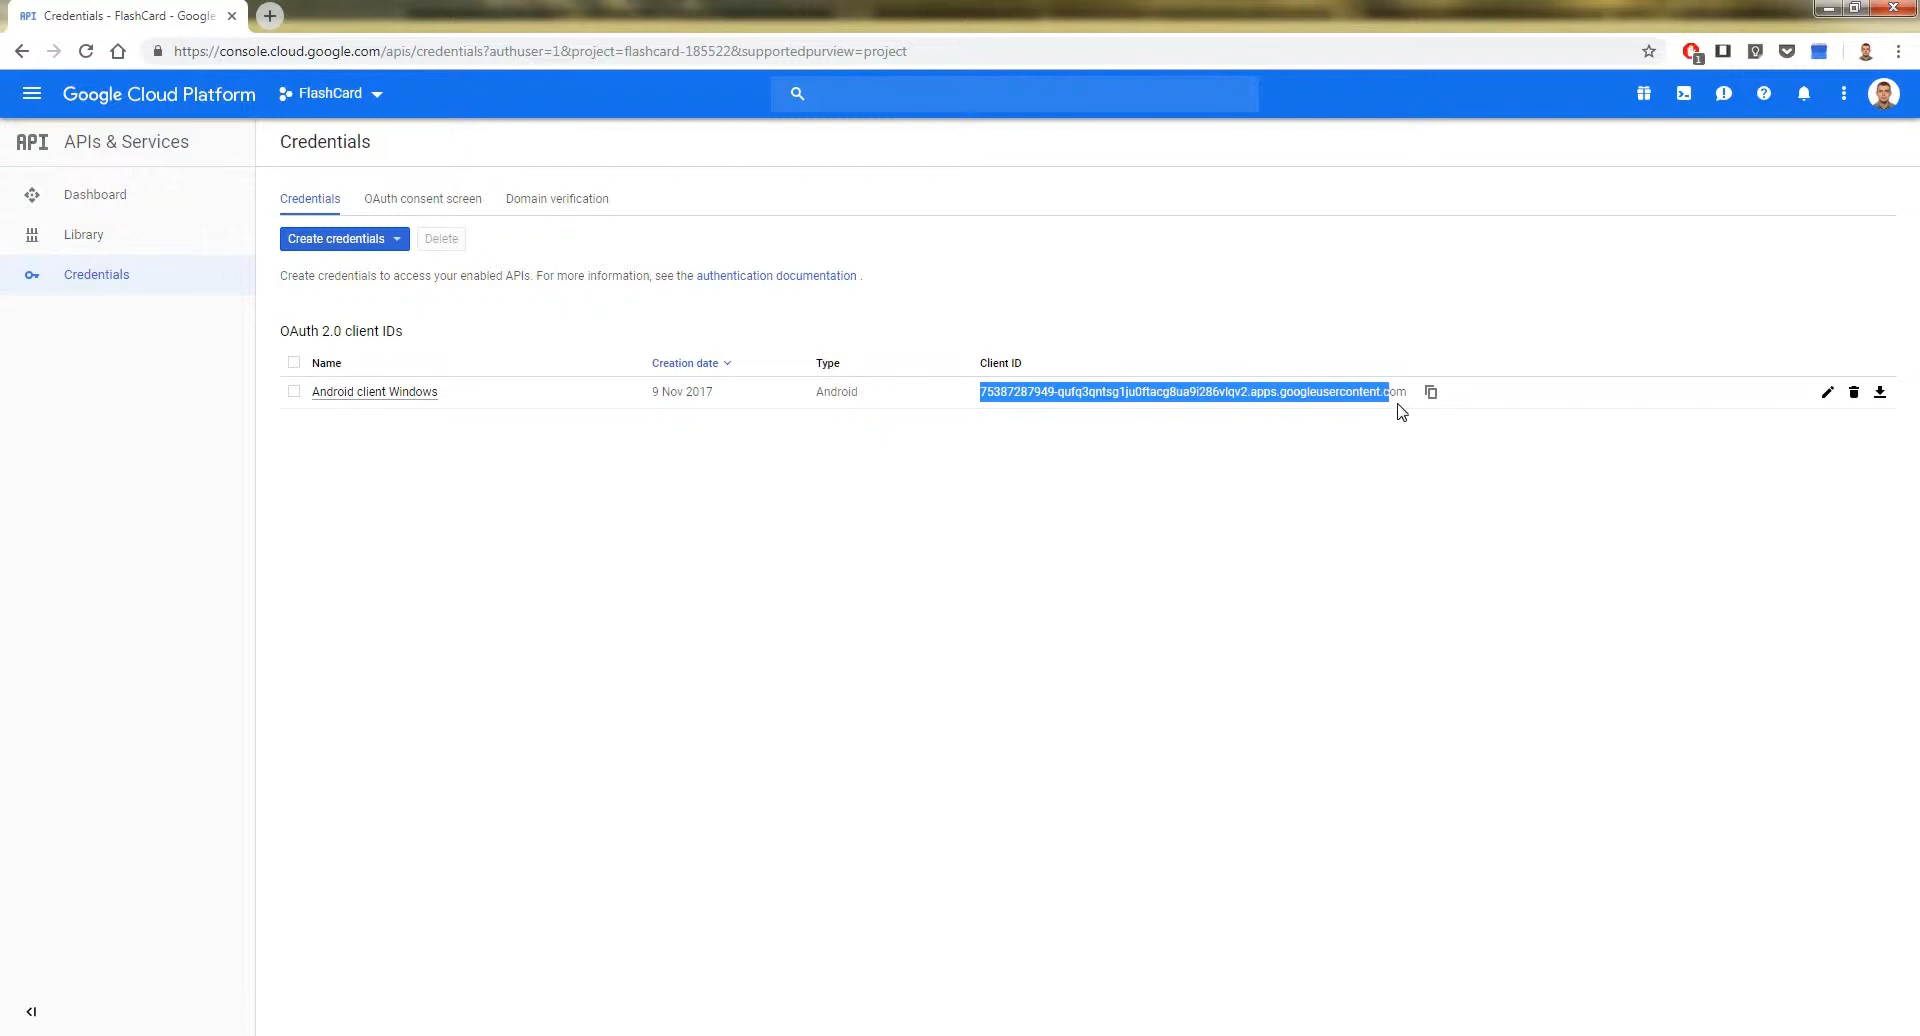 API Credentials - FlashCard - Google
https://console.cloud.google.com/apis/credentials?authuser=1&project=flashcard-185522&supportedpurview=project
1
Google Cloud Platform FlashCard
API APIs & Services
Credentials
Dashboard
Library
Credentials
Credentials OAuth consent screen Domain verification
Create credentials Delete
Create credentials to access your enabled APIs. For more information, see the authentication documentation .
OAuth 2.0 client IDs
Name Creation date Type Client ID
Android client Windows 9 Nov 2017 Android 75387287949-qufq3qntsg1ju0ftacg8ua9i286vlqv2.apps.googleusercontent.com